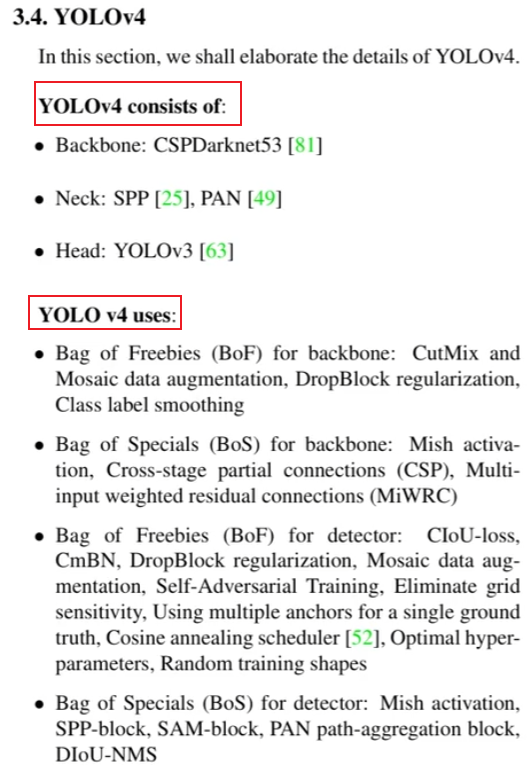 3.4. YOLOv4
In this section, we shall elaborate the details of YOLOv4.
YOLOv4 consists of:
• Backbone: CSPDarknet53 [81]
• Neck: SPP [25], PAN [49]
• Head: YOLOv3 [63]
YOLO v4 uses:
• Bag of Freebies (BoF) for backbone: CutMix and
Mosaic data augmentation, DropBlock regularization,
Class label smoothing
• Bag of Specials (BoS) for backbone: Mish activa-
tion, Cross-stage partial connections (CSP), Multi-
input weighted residual connections (MiWRC)
• Bag of Freebies (BoF) for detector: CIoU-loss,
CmBN, DropBlock regularization, Mosaic data aug-
mentation, Self-Adversarial Training, Eliminate grid
sensitivity, Using multiple anchors for a single ground
truth, Cosine annealing scheduler [52], Optimal hyper-
parameters, Random training shapes
• Bag of Specials (BoS) for detector: Mish activation,
SPP-block, SAM-block, PAN path-aggregation block,
DIoU-NMS